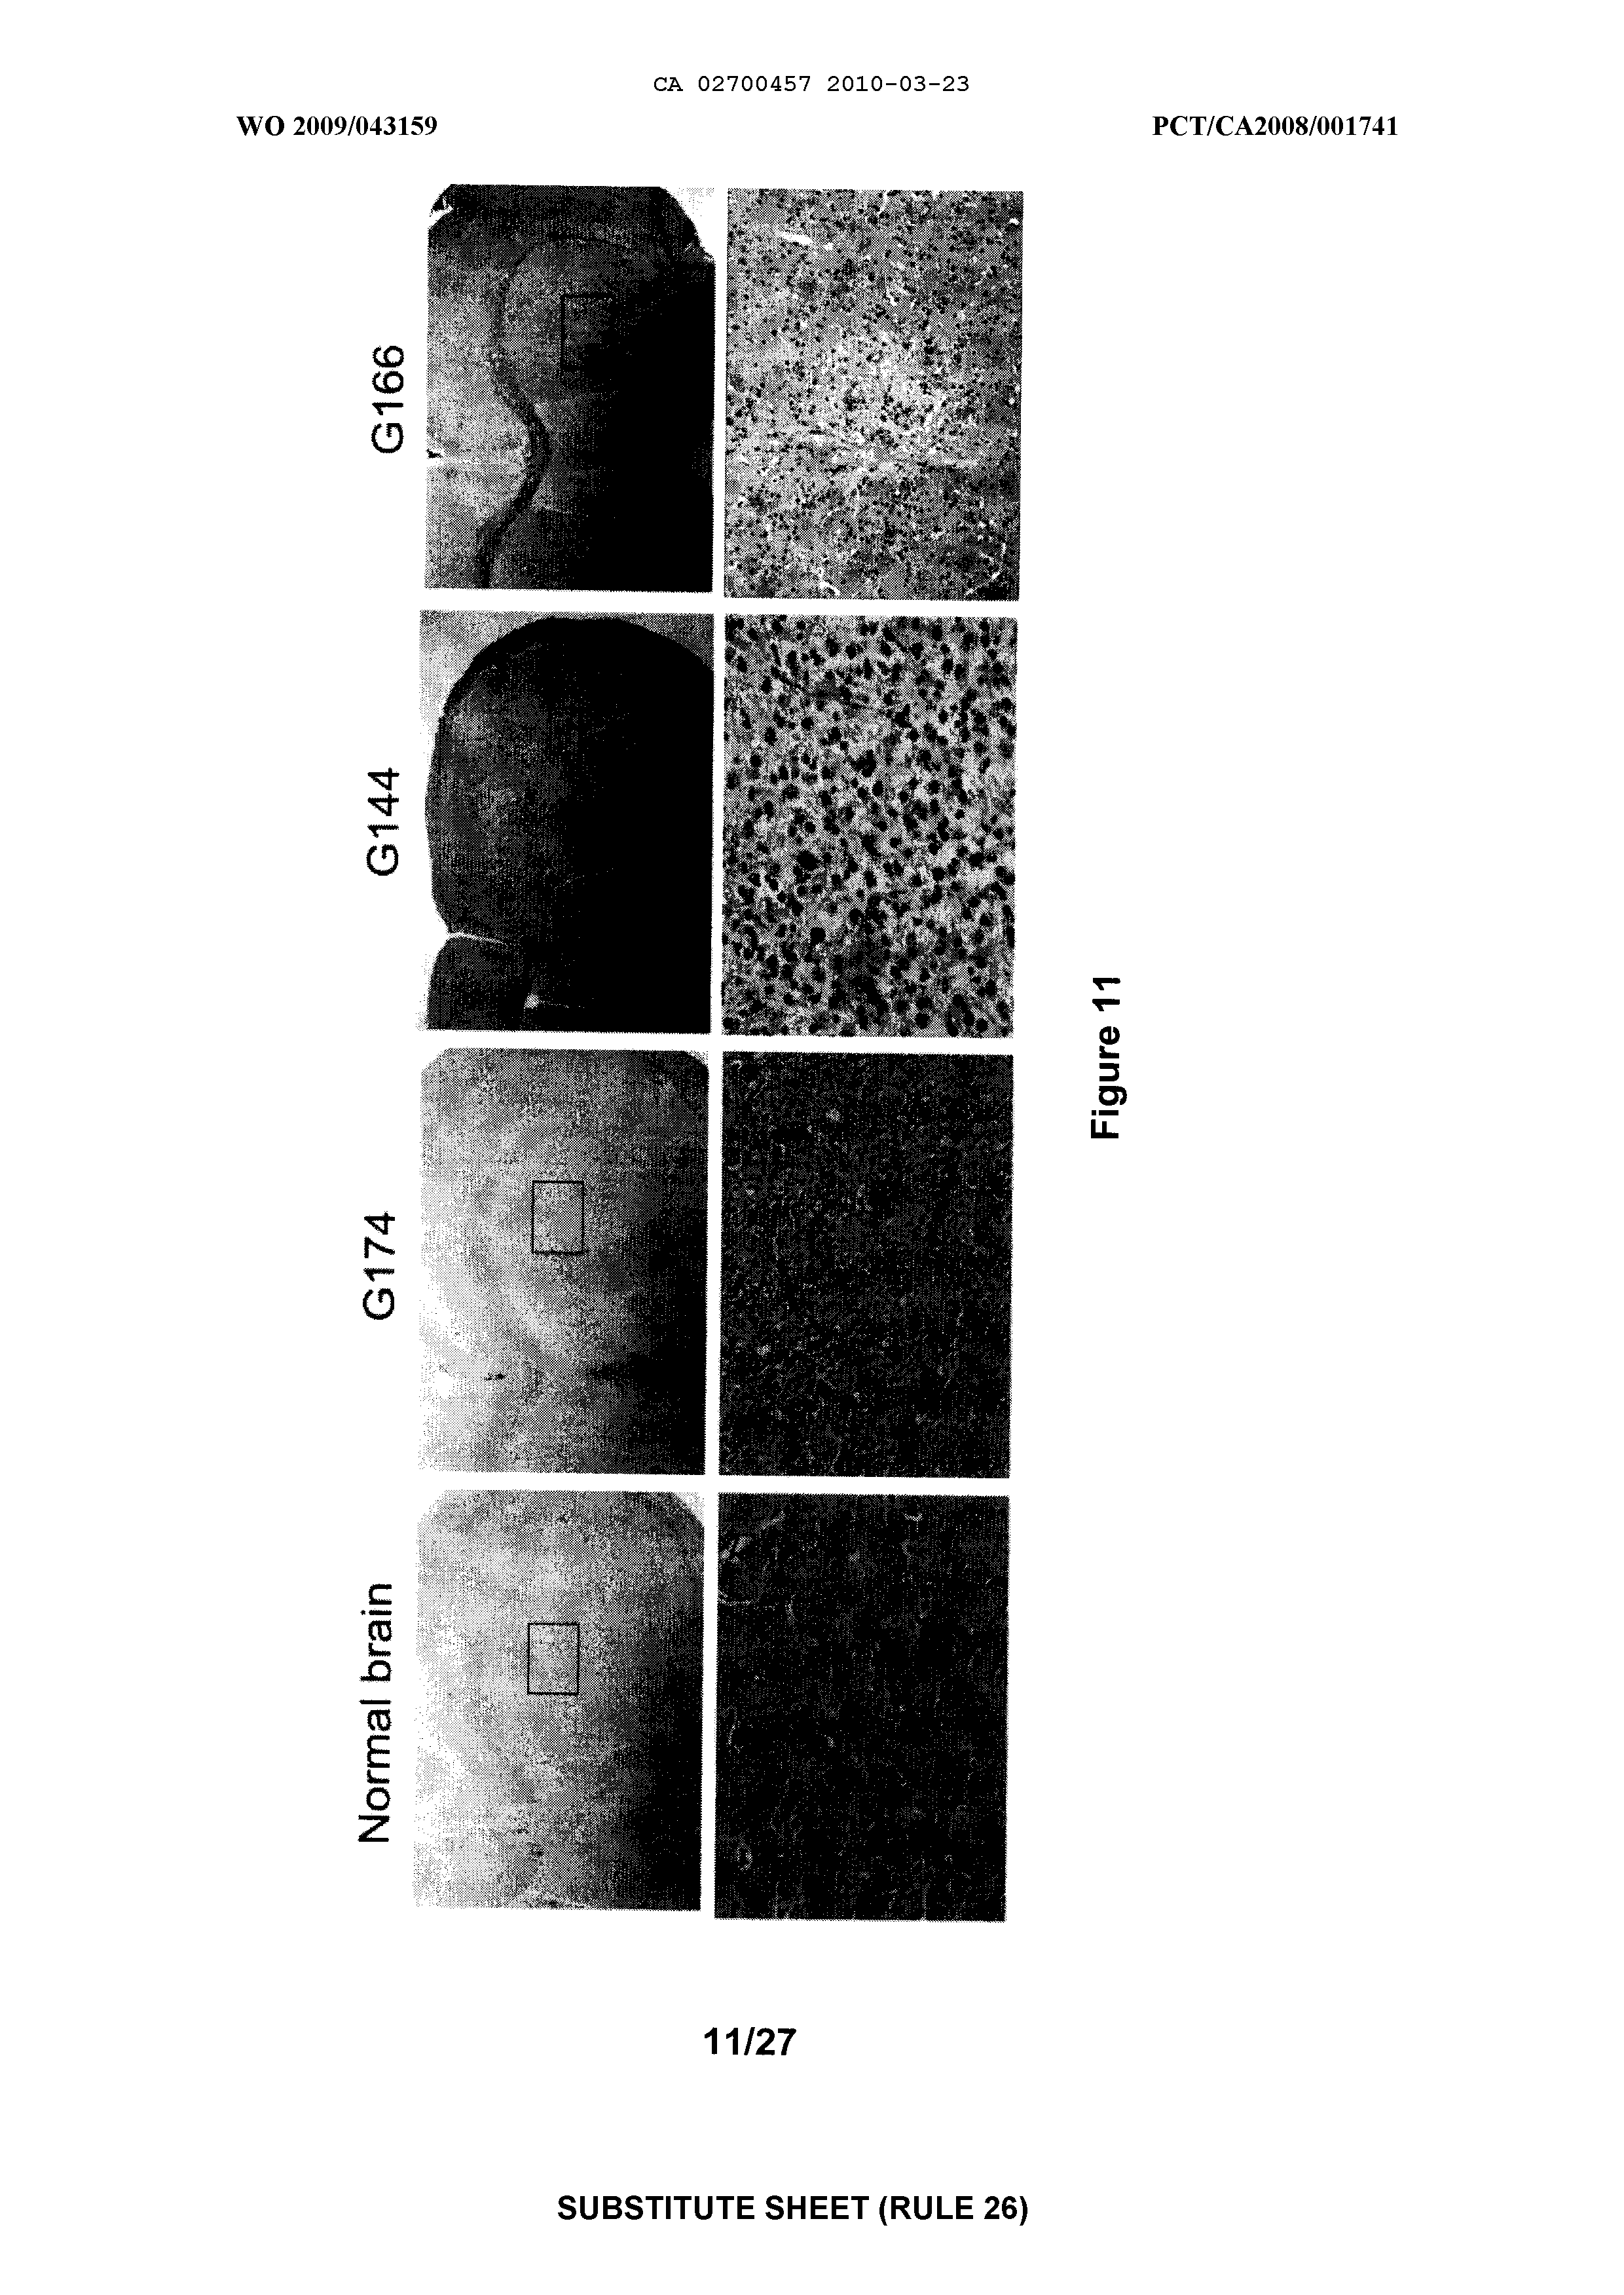 CA 02700457 2010-03-23
WO 2009/043159
PCT/CA2008/001741
Normal brain
G174
G144
G166
Figure 11
11/27
SUBSTITUTE SHEET (RULE 26)